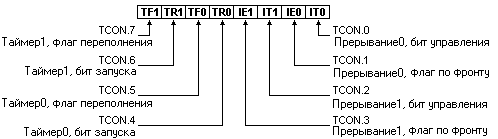 TF1 TR1 TF0 TR0 IE1 IT1 IE0 IT0
TCON.7
Таймер1, флаг переполнения
TCON.6
Таймер1, бит запуска
TCON.5
Таймер0, флаг переполнения
TCON.4
Таймер0, бит запуска
TCON.0
Прерывание0, бит управления
TCON.1
Прерывание0, флаг по фронту
TCON.2
Прерывание1, бит управления
TCON.3
Прерывание1, флаг по фронту